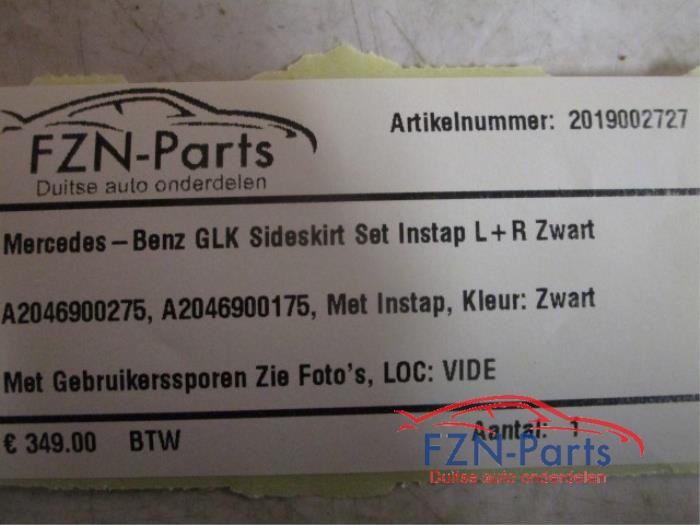 FZN-Parts
Duitse auto onderdelen
Artikelnummer: 2019002727
Mercedes-Benz GLK Sideskirt Set Instap L+R Zwart
A2046900275, A2046900175, Met Instap, Kleur: Zwart
Met Gebruikerssporen Zie Foto's, LOC: VIDE
€ 349.00 BTW
Aantal: 1
FZN-Parts
Duitse auto onderdelen